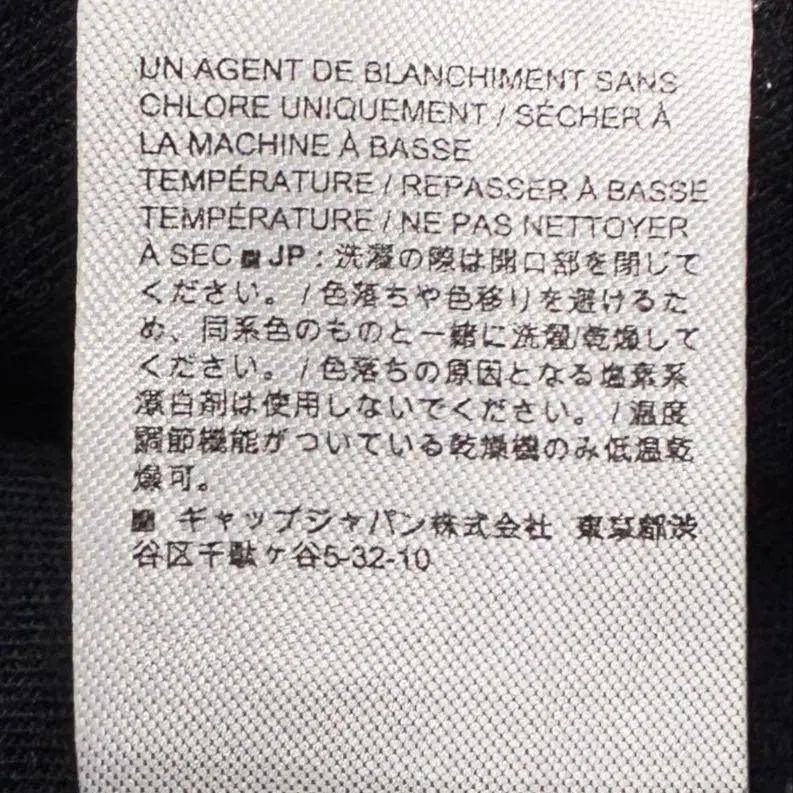 UN AGENT DE BLANCHIMENT SANS
CHLORE UNIQUEMENT / SÉCHER À
LA MACHINE À BASSE
TEMPÉRATURE / REPASSER À BASSE
TEMPÉRATURE / NE PAS NETTOYER
À SEC ■ JP : 洗濯の際は開口部を閉じて
ください。 / 色落ちや色移りを避けるた
め、同系色のものと一緒に洗濯/乾燥して
ください。 / 色落ちの原因となる塩素系
漂白剤は使用しないでください。 / 温度
調節機能がついている乾燥機のみ低温乾
燥可。
■ ギャップジャパン株式会社 東京都渋
谷区千駄ヶ谷5-32-10